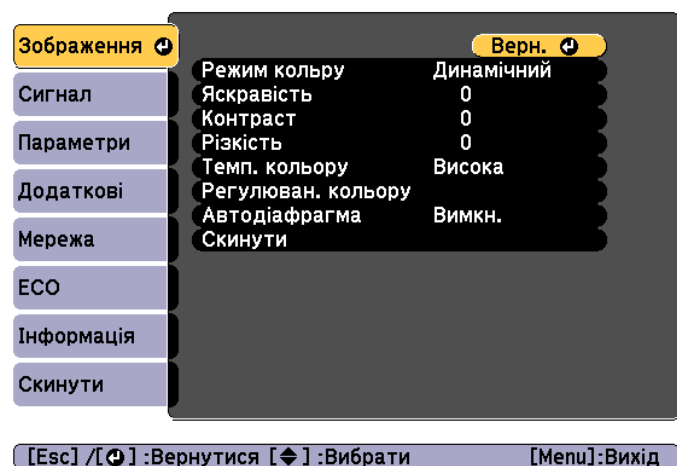 Зображення
Сигнал
Параметри
Додаткові
Мережа
ECO
Інформація
Скинути
Верн.
Режим кольру Динамічний
Яскравість 0
Контраст 0
Різкість 0
Темп. кольору Висока
Регулюван. кольору
Автодіафрагма Вимкн.
Скинути
[Esc] /[ ] :Вернутися [ ] :Вибрати [Menu]:Вихід